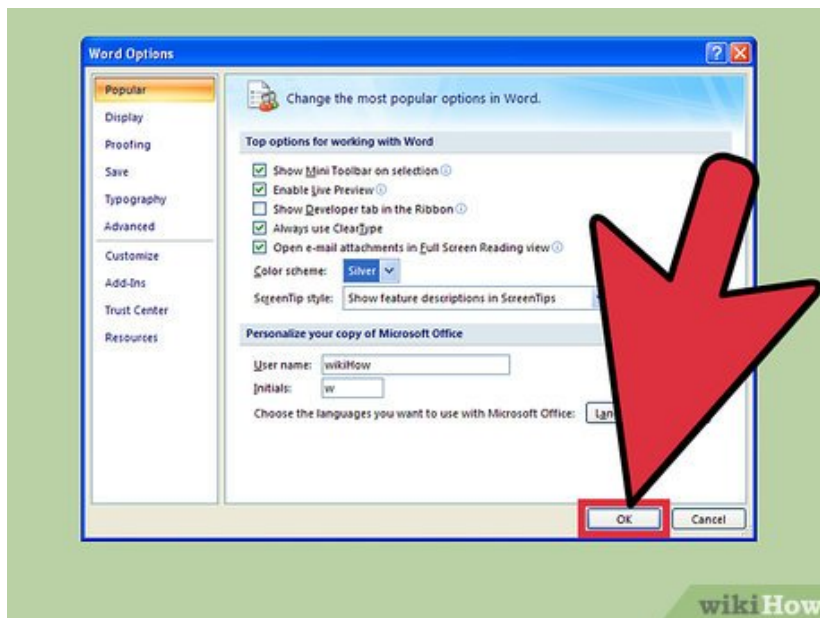 Word Options
Popular
Display
Proofing
Save
Typography
Advanced
Customize
Add-Ins
Trust Center
Resources
Change the most popular options in Word.
Top options for working with Word
Show Mini Toolbar on selection
Enable Live Preview
Show Developer tab in the Ribbon
Always use ClearType
Open e-mail attachments in Full Screen Reading view
Color scheme: Silver
ScreenTip style: Show feature descriptions in ScreenTips
Personalize your copy of Microsoft Office
User name: wikiHow
Initials: w
Choose the languages you want to use with Microsoft Office:
OK Cancel
wikiHow